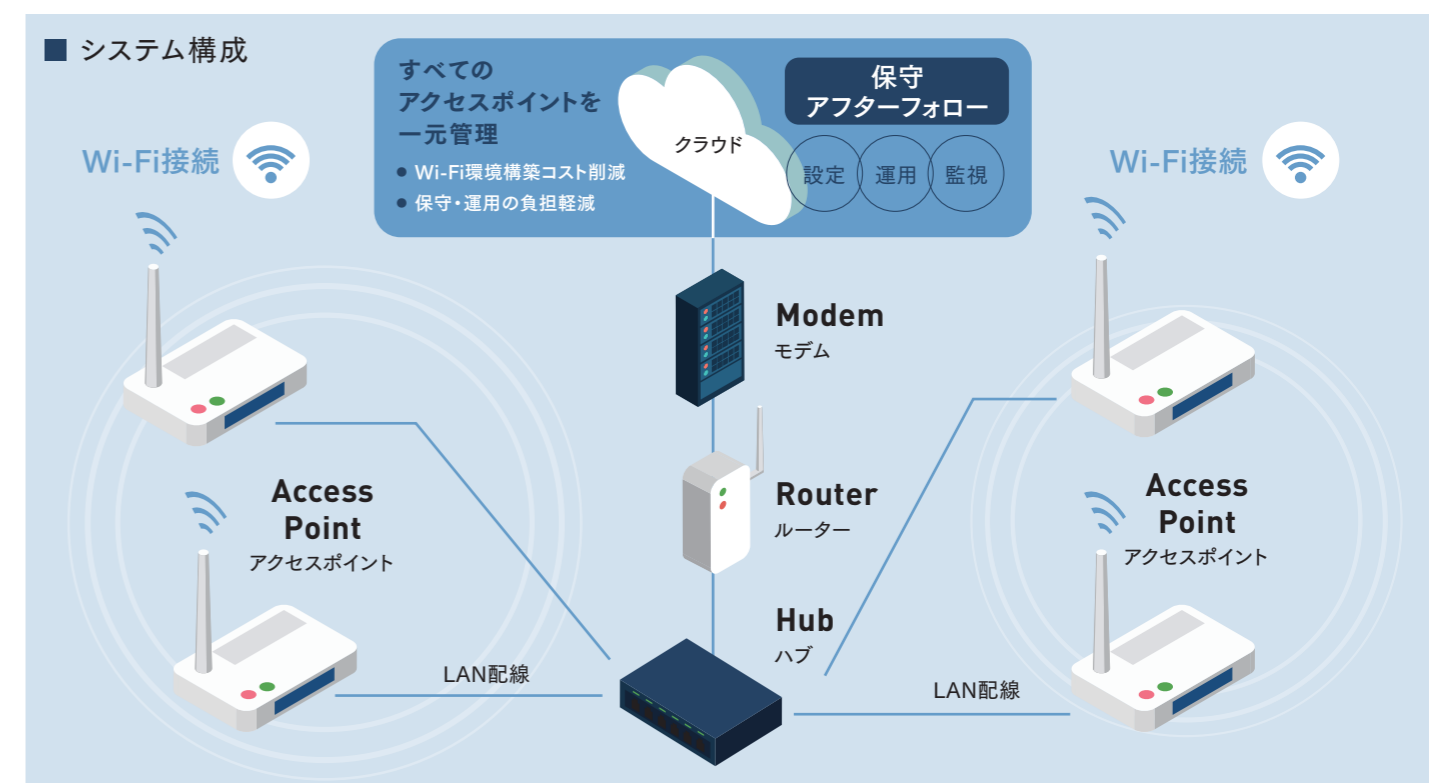 ■ システム構成
すべての
アクセスポイントを
一元管理
● Wi-Fi環境構築コスト削減
● 保守・運用の負担軽減
クラウド
保守
アフターフォロー
設定
運用
監視
Wi-Fi接続
Wi-Fi接続
Modem
モデム
Access
Point
アクセスポイント
Router
ルーター
Access
Point
アクセスポイント
Hub
ハブ
LAN配線
LAN配線